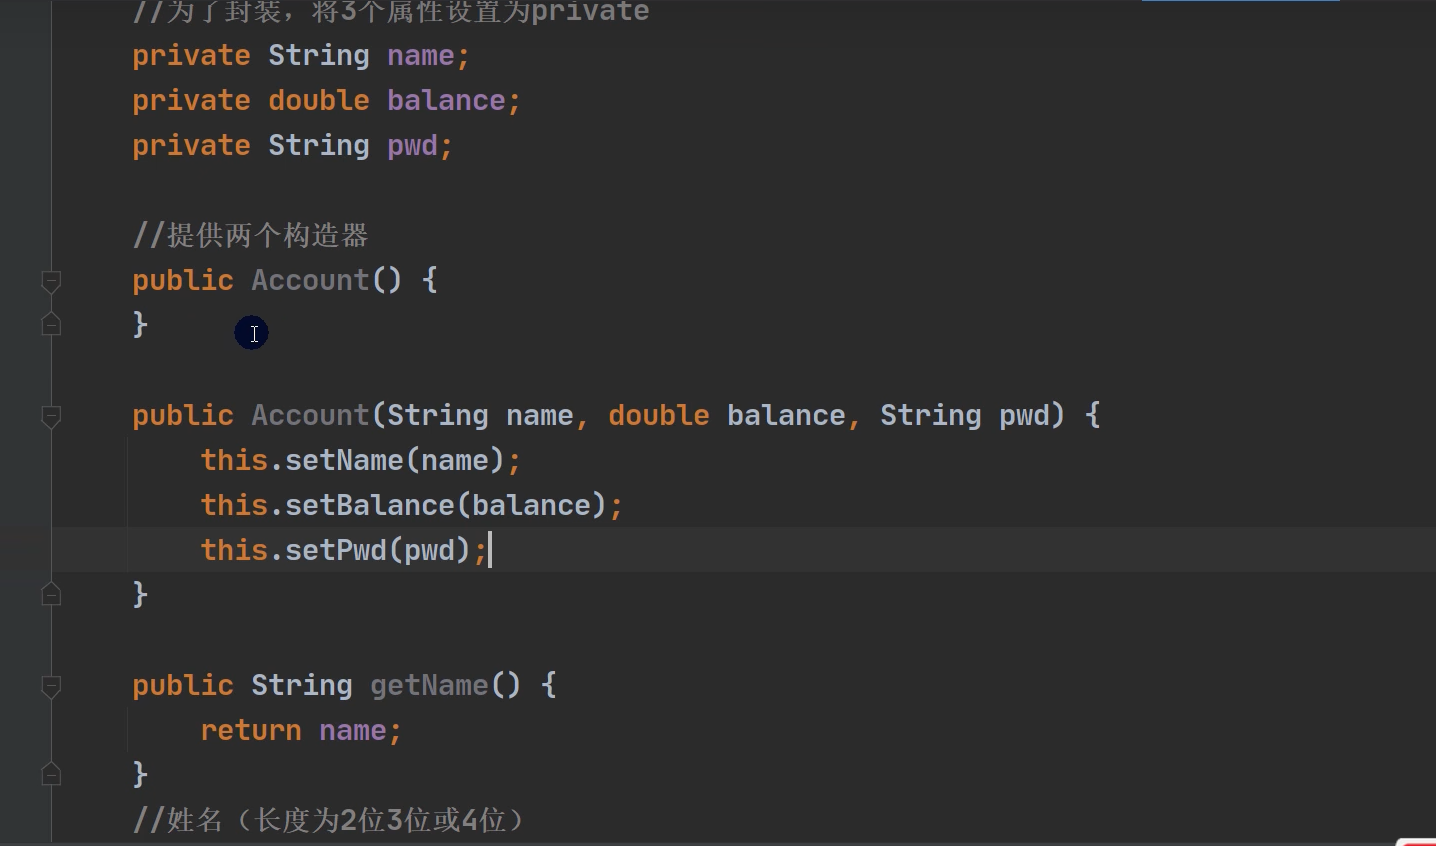 //为了封装，将3个属性设置为private
private String name;
private double balance;
private String pwd;
//提供两个构造器
public Account() {
}
public Account(String name, double balance, String pwd) {
this.setName(name);
this.setBalance(balance);
this.setPwd(pwd);
}
public String getName() {
return name;
}
//姓名（长度为2位3位或4位）